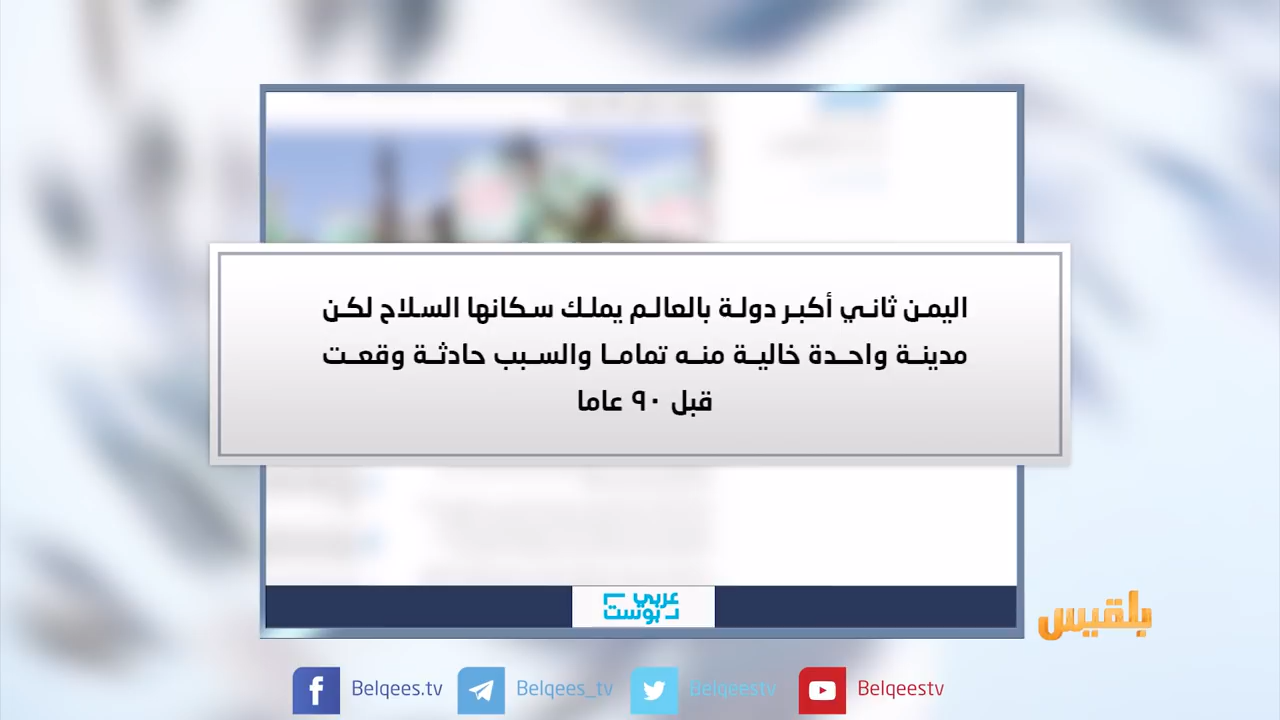 اليمن ثاني أكبر دولة بالعالم يملك سكانها السلاح لكن
مدينة واحدة خالية منه تماما والسبب حادثة وقعت
قبل ٩٠ عاما
عربي
بوست
بلقيس
Belqees.tv
Belqees_tv
Belqeestv
Belqeestv